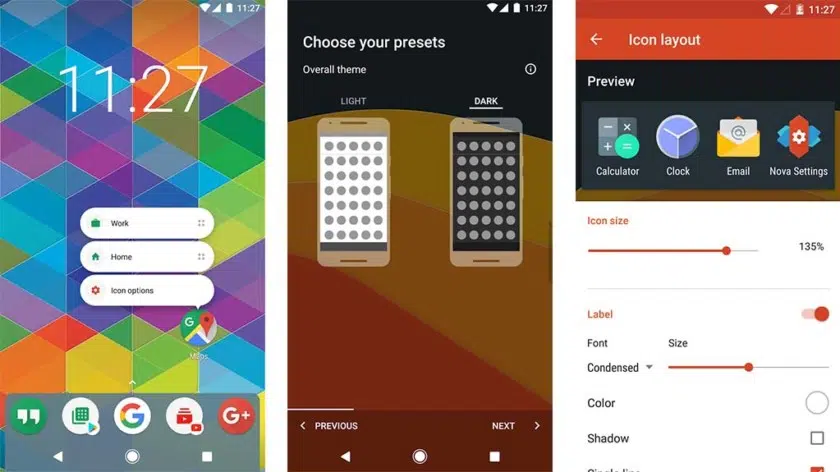 11:27
11:27
Work
Home
Icon options
Maps
11:27
Choose your presets
Overall theme
LIGHT
DARK
PREVIOUS
NEXT
11:27
Icon layout
Preview
Calculator
Clock
Email
Nova Settings
Icon size
135%
Label
Font
Size
Condensed
Color
Shadow